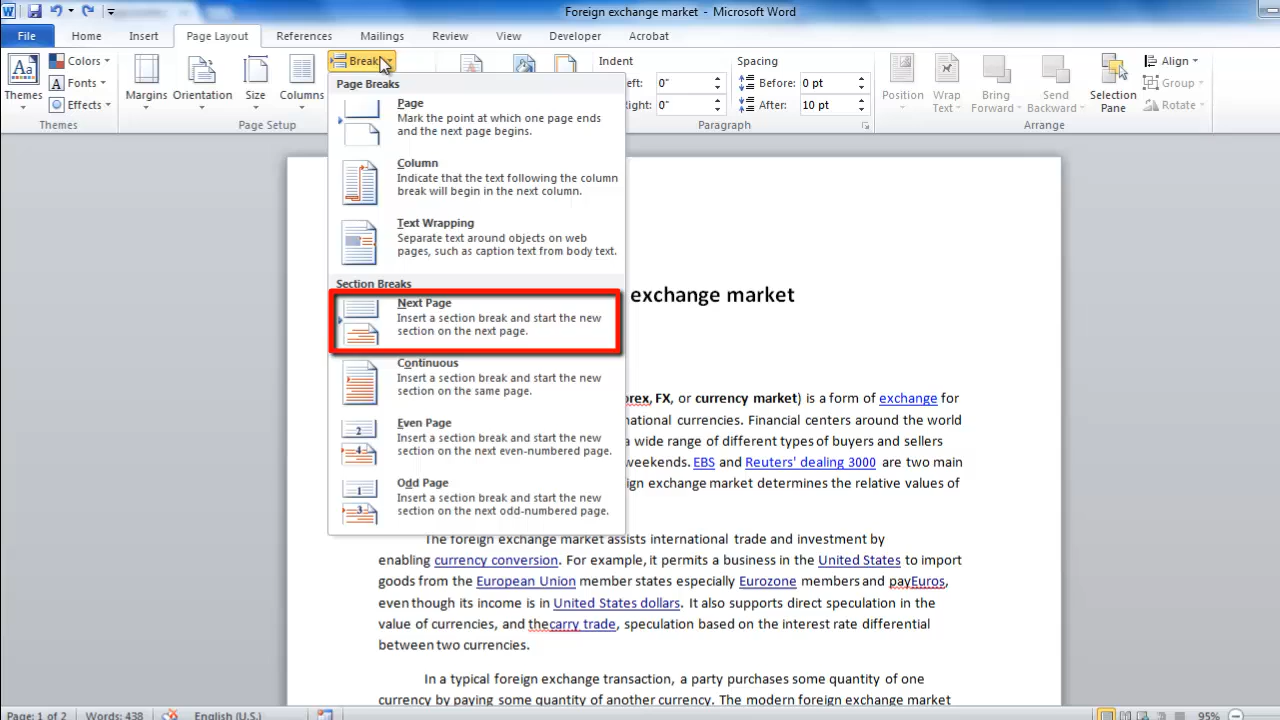 Foreign exchange market - Microsoft Word
File Home Insert Page Layout References Mailings Review View Developer Acrobat
Themes
Colors
Fonts
Effects
Themes
Margins
Orientation
Size
Columns
Page Setup
Indent
0"
Right: 0"
Spacing
Before: 0 pt
After: 10 pt
Paragraph
Position
Wrap
Text
Bring
Forward
Send
Backward
Selection
Pane
Align
Group
Rotate
Arrange
Page Breaks
Page
Mark the point at which one page ends
and the next page begins.
Column
Indicate that the text following the column
break will begin in the next column.
Text Wrapping
Separate text around objects on web
pages, such as caption text from body text.
Section Breaks
Next Page
Insert a section break and start the new
section on the next page.
Continuous
Insert a section break and start the new
section on the same page.
Even Page
Insert a section break and start the new
section on the next even-numbered page.
Odd Page
Insert a section break and start the new
section on the next odd-numbered page.
exchange market
FX, or currency market) is a form of exchange for
currencies. Financial centers around the world
a wide range of different types of buyers and sellers
weekends. EBS and Reuters' dealing 3000 are two main
exchange market determines the relative values of
The foreign exchange market assists international trade and investment by
enabling currency conversion. For example, it permits a business in the United States to import
goods from the European Union member states especially Eurozone members and payEuros,
even though its income is in United States dollars. It also supports direct speculation in the
value of currencies, and thecarry trade, speculation based on the interest rate differential
between two currencies.
In a typical foreign exchange transaction, a party purchases some quantity of one
currency by paying some quantity of another currency. The modern foreign exchange market
Page: 1 of 2 Words: 438 English (U.S.) 95%